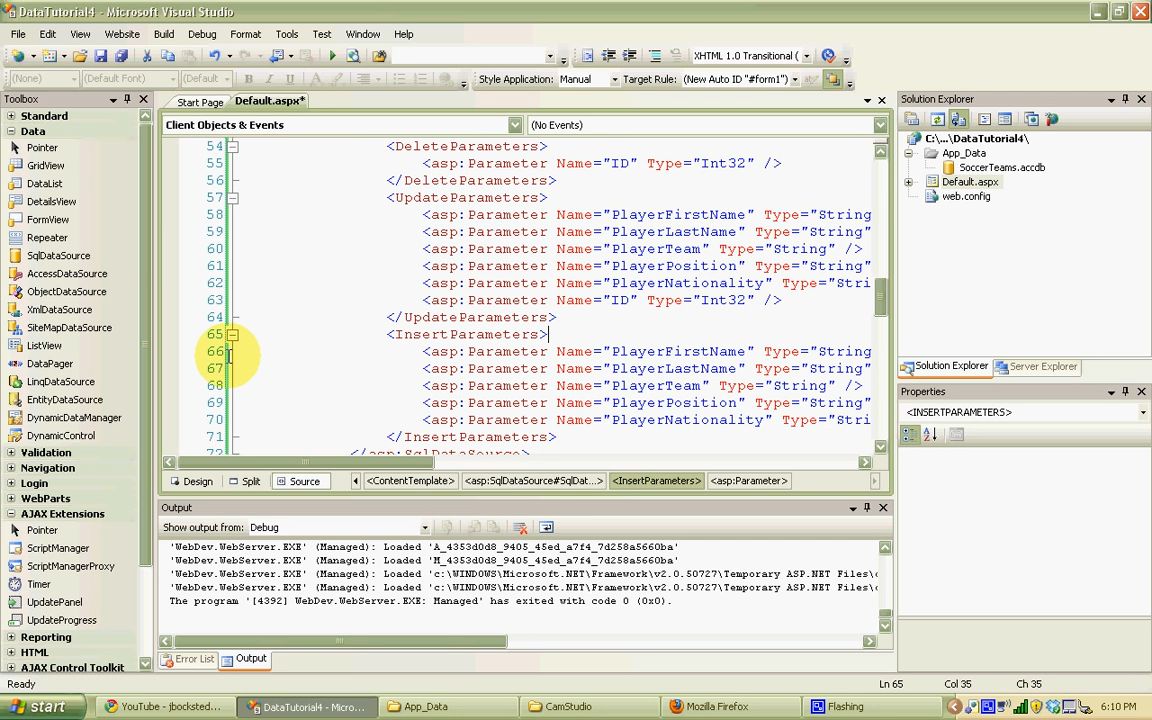 DataTutorial4 - Microsoft Visual Studio
File Edit View Website Build Debug Format Tools Test Window Help
XHTML 1.0 Transitional (
(None) (Default Font) (Default B I U A Style Application: Manual Target Rule: (New Auto ID "#form1")
Toolbox
Standard
Data
Pointer
GridView
DataList
DetailsView
FormView
Repeater
SqlDataSource
AccessDataSource
ObjectDataSource
XmlDataSource
SiteMapDataSource
ListView
DataPager
LinqDataSource
EntityDataSource
DynamicDataManager
DynamicControl
Validation
Navigation
Login
WebParts
AJAX Extensions
Pointer
ScriptManager
ScriptManagerProxy
Timer
UpdatePanel
UpdateProgress
Reporting
HTML
AJAX Control Toolkit
Start Page Default.aspx*
Client Objects & Events (No Events)
54 <DeleteParameters>
55 <asp:Parameter Name="ID" Type="Int32" />
56 </DeleteParameters>
57 <UpdateParameters>
58 <asp:Parameter Name="PlayerFirstName" Type="String
59 <asp:Parameter Name="PlayerLastName" Type="String"
60 <asp:Parameter Name="PlayerTeam" Type="String" />
61 <asp:Parameter Name="PlayerPosition" Type="String"
62 <asp:Parameter Name="PlayerNationality" Type="Stri
63 <asp:Parameter Name="ID" Type="Int32" />
64 </UpdateParameters>
65 <InsertParameters>
66 <asp:Parameter Name="PlayerFirstName" Type="String
67 <asp:Parameter Name="PlayerLastName" Type="String"
68 <asp:Parameter Name="PlayerTeam" Type="String" />
69 <asp:Parameter Name="PlayerPosition" Type="String"
70 <asp:Parameter Name="PlayerNationality" Type="Stri
71 </InsertParameters>
72 </asp:SqlDataSource>
Design Split Source <ContentTemplate> <asp:SqlDataSource#SqlDat...> <InsertParameters> <asp:Parameter>
Output
Show output from: Debug
'WebDev.WebServer.EXE' (Managed): Loaded 'A_4353d0d8_9405_45ed_a7f4_7d258a5660ba'
'WebDev.WebServer.EXE' (Managed): Loaded 'M_4353d0d8_9405_45ed_a7f4_7d258a5660ba'
'WebDev.WebServer.EXE' (Managed): Loaded 'c:\WINDOWS\Microsoft.NET\Framework\v2.0.50727\Temporary ASP.NET Files\
'WebDev.WebServer.EXE' (Managed): Loaded 'c:\WINDOWS\Microsoft.NET\Framework\v2.0.50727\Temporary ASP.NET Files\
The program '[4392] WebDev.WebServer.EXE: Managed' has exited with code 0 (0x0).
Error List Output
Solution Explorer
C:\...\DataTutorial4\
App_Data
SoccerTeams.accdb
Default.aspx
web.config
Solution Explorer Server Explorer
Properties
<INSERTPARAMETERS>
Ready Ln 65 Col 35 Ch 35
start YouTube - jbocksted... DataTutorial4 - Micro... App_Data CamStudio Mozilla Firefox Flashing 6:10 PM